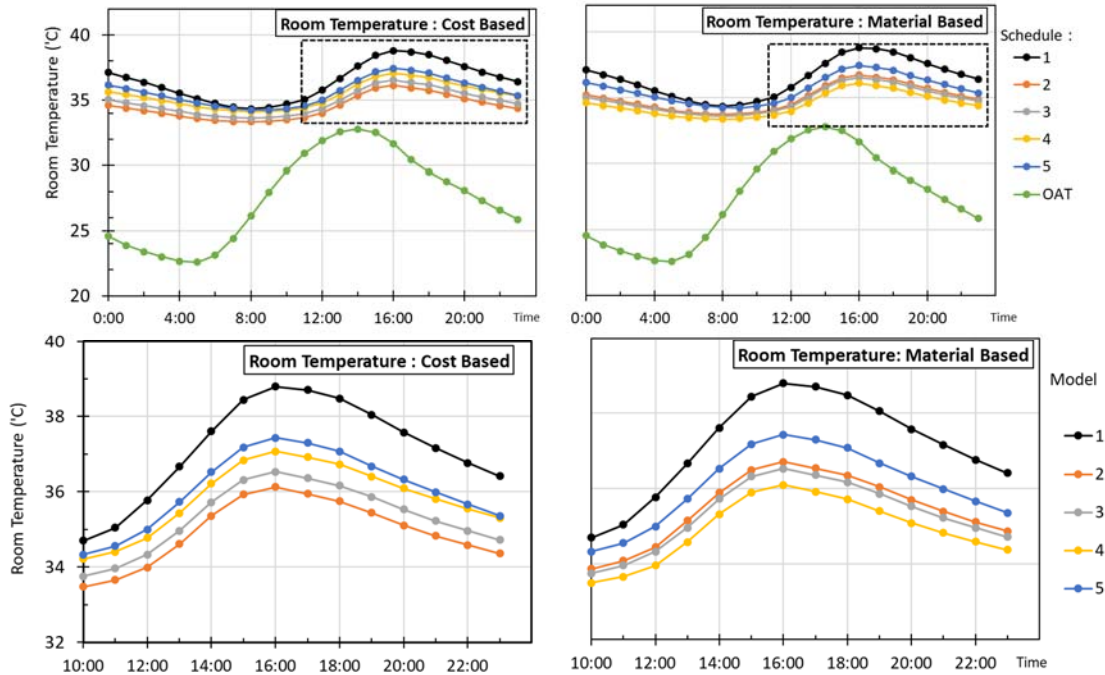 Room Temperature : Cost Based
Room Temperature ('C)
40
35
30
25
20
0:00 4:00 8:00 12:00 16:00 20:00 Time
Room Temperature : Material Based
0:00 4:00 8:00 12:00 16:00 20:00 Time
Schedule :
1
2
3
4
5
OAT
Room Temperature : Cost Based
Room Temperature ('C)
40
38
36
34
32
10:00 12:00 14:00 16:00 18:00 20:00 22:00
Room Temperature: Material Based
10:00 12:00 14:00 16:00 18:00 20:00 22:00 Time
Model
1
2
3
4
5